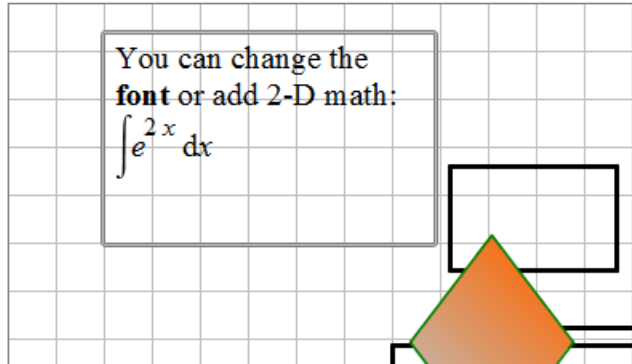 You can change the
font or add 2-D math:
∫e^{2x} dx